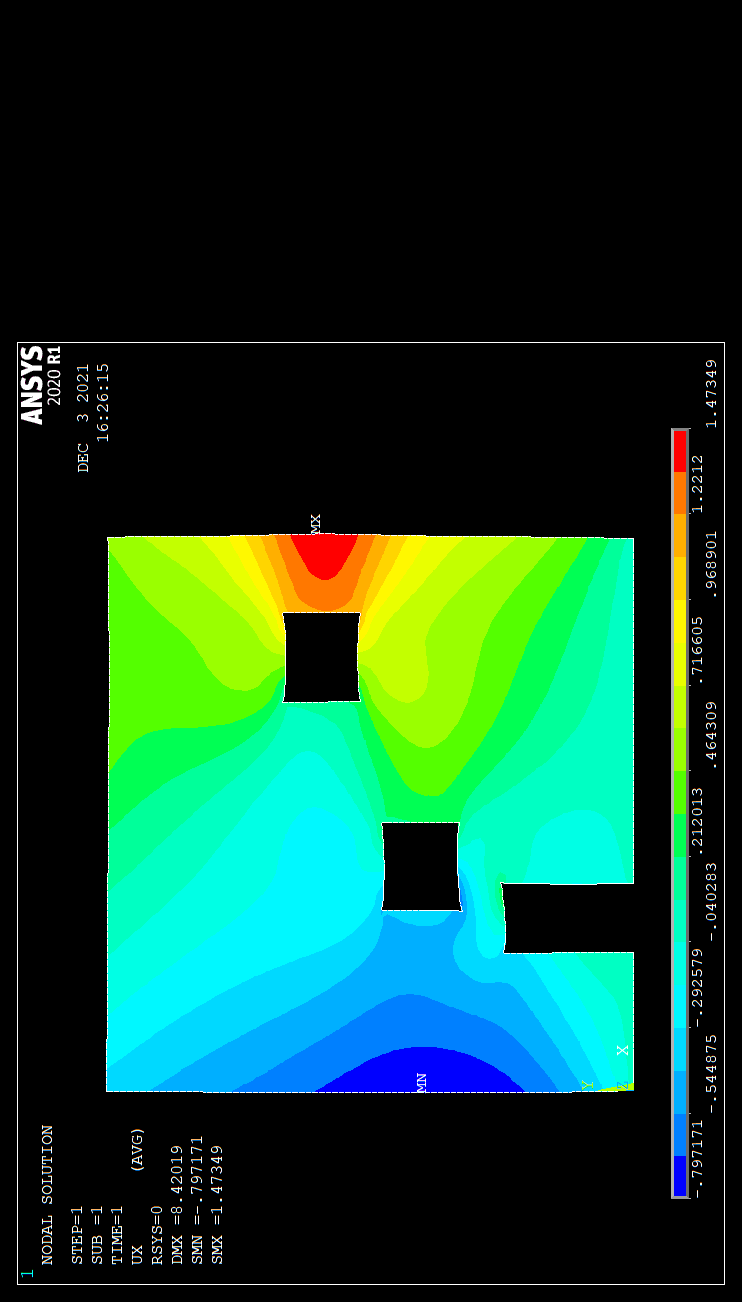 1
NODAL SOLUTION
STEP=1
SUB =1
TIME=1
UX (AVG)
RSYS=0
DMX =8.42019
SMN =-.797171
SMX =1.47349
ANSYS
2020 R1
DEC 3 2021
16:26:15
MX
MN
Y
Z X
-.797171
-.544875
-.292579
-.040283
.212013
.464309
.716605
.968901
1.2212
1.47349